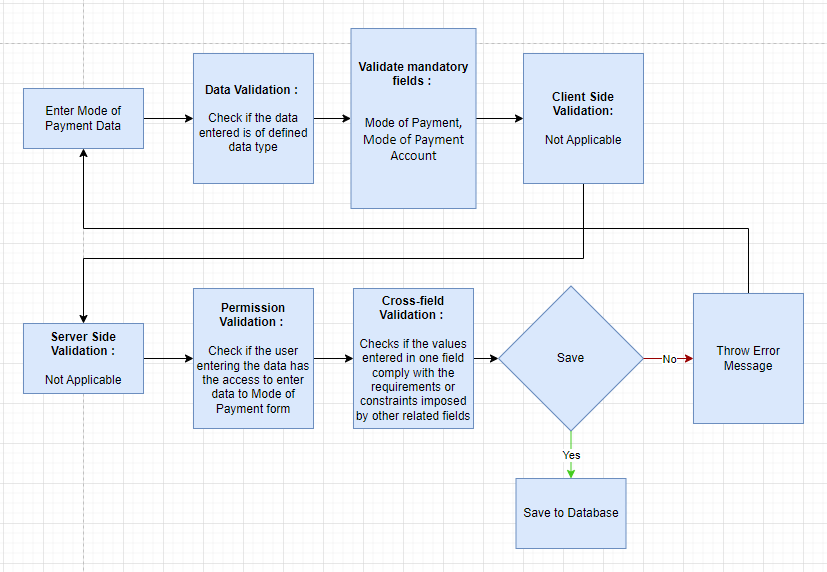 Enter Mode of
Payment Data
Data Validation :
Check if the data
entered is of defined
data type
Validate mandatory
fields :
Mode of Payment,
Mode of Payment
Account
Client Side
Validation:
Not Applicable
Server Side
Validation :
Not Applicable
Permission
Validation :
Check if the user
entering the data has
the access to enter
data to Mode of
Payment form
Cross-field
Validation :
Checks if the values
entered in one field
comply with the
requirements or
constraints imposed
by other related fields
Save
No
Throw Error
Message
Yes
Save to Database